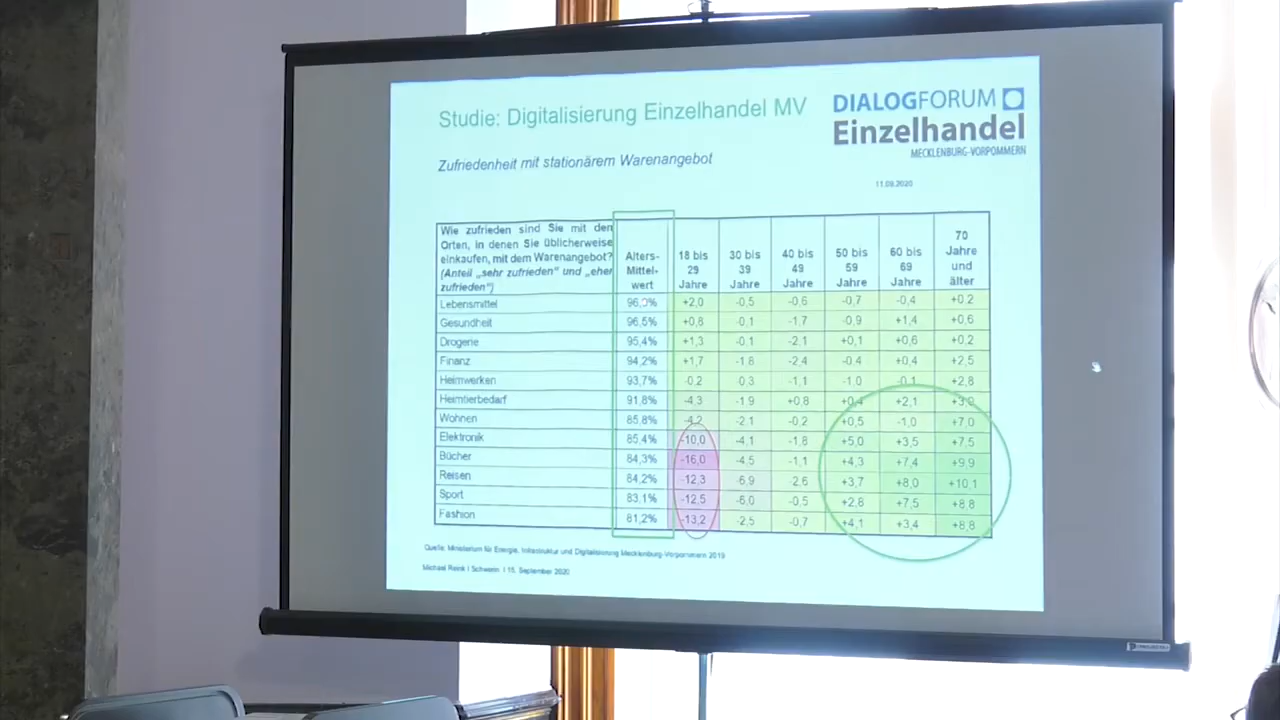 Studie: Digitalisierung Einzelhandel MV
DIALOGFORUM
Einzelhandel
MECKLENBURG-VORPOMMERN
Zufriedenheit mit stationärem Warenangebot
11.09.2020
Wie zufrieden sind Sie mit den
Orten, in denen Sie üblicherweise
einkaufen, mit dem Warenangebot?
(Anteil „sehr zufrieden" und „eher
zufrieden")
Alters-
Mittel-
wert
18 bis
29
Jahre
30 bis
39
Jahre
40 bis
49
Jahre
50 bis
59
Jahre
60 bis
69
Jahre
70
Jahre
und
älter
Lebensmittel +2,0 -0,5 -0,6 -0,7 -0,4 +0,2
Gesundheit 96,5% +0,8 -0,1 -1,7 -0,9 +1,4 +0,6
Drogerie 95,4% +1,3 -0,1 -2,1 +0,1 +0,6 +0,2
Finanz 94,2% +1,7 -1,8 -2,4 -0,4 +0,4 +2,5
Heimwerken 93,7% -0,2 0,3 -1,1 -1,0 -0,1 +2,8
Heimtierbedarf 91,8% -4,3 -1,9 +0,8 +0,4 +2,1
Wohnen 85,8% -4,2 -2,1 -0,2 +0,5 -1,0 +7,0
Elektronik 85,4% -10,0 -4,1 -1,8 +5,0 +3,5 +7,5
Bücher 84,3% -16,0 -4,5 -1,1 +4,3 +7,4 +9,9
Reisen 84,2% -12,3 -6,9 -2,6 +3,7 +8,0 +10,1
Sport 83,1% -12,5 -6,0 -0,5 +2,8 +7,5 +8,8
Fashion 81,2% -13,2 -2,5 -0,7 +4,1 +3,4 +8,8
Quelle: Ministerium für Energie, Infrastruktur und Digitalisierung Mecklenburg-Vorpommern 2019
Michael Reink | Schwerin | 15. September 2020